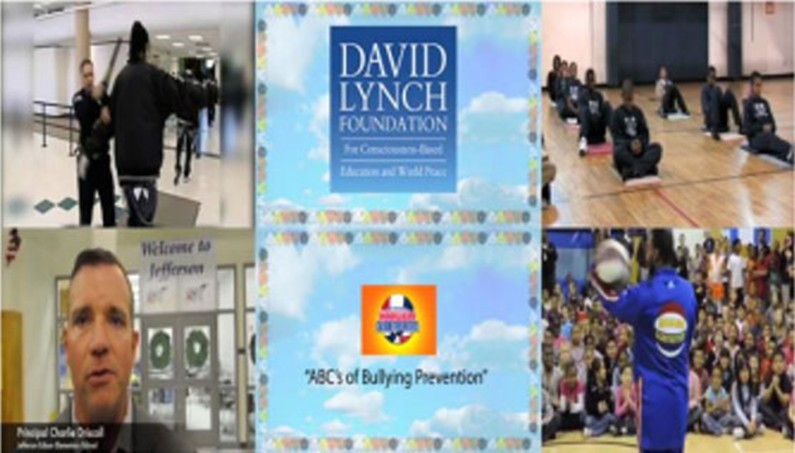 DAVID
LYNCH
FOUNDATION
For Consciousness-Based
Education and World Peace
Welcome to
Jefferson
HARLEM
"ABC's of Bullying Prevention"
Principal Charlie Driscoll